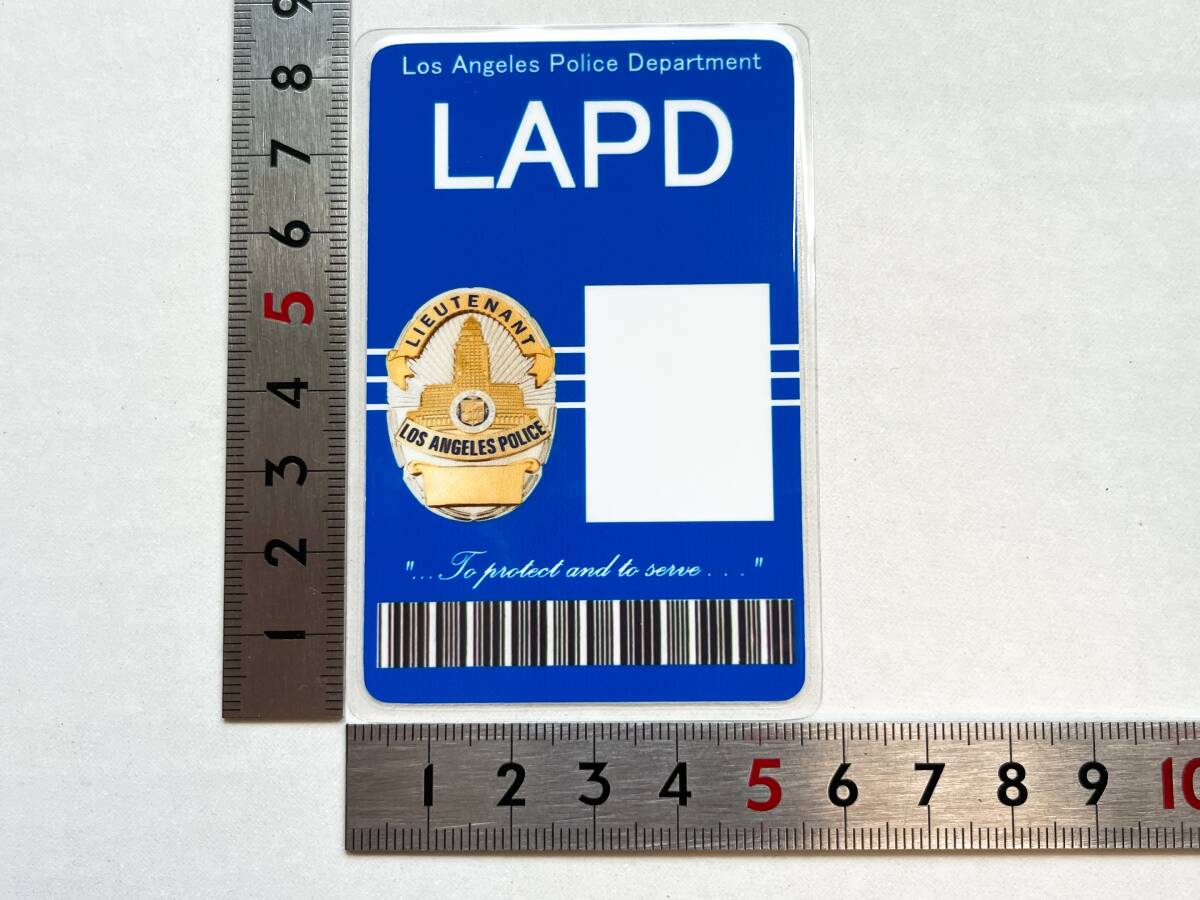 Los Angeles Police Department
LAPD
LIEUTENANT
LOS ANGELES POLICE
"...To protect and to serve . . . "
9
8
7
6
5
4
3
2
1
1 2 3 4 5 6 7 8 9 10